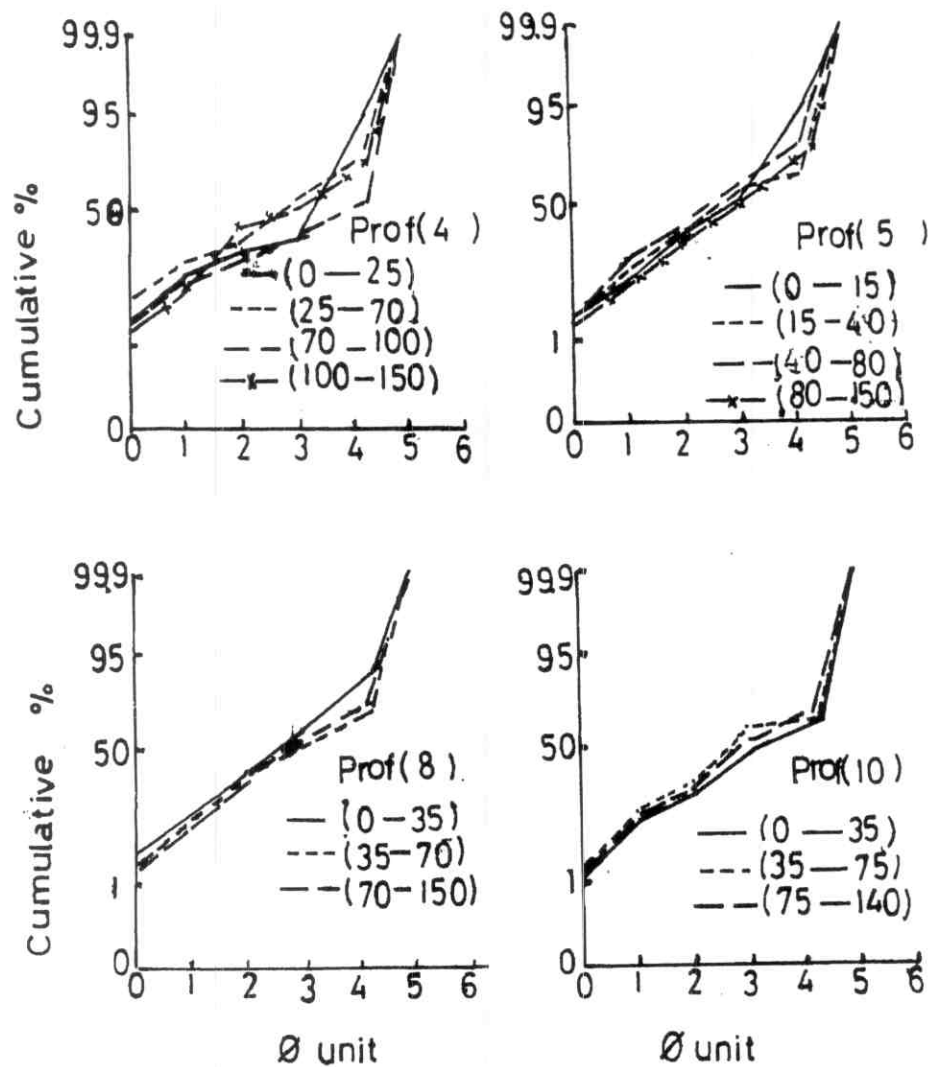 99.9
95
50
0
Cumulative %
Prof(4)
(0—25)
(25—70)
(70—100)
(100—150)
0 1 2 3 4 5 6
99.9
95
50
1
0
Prof(5)
(0—15)
(15—40)
(40—80)
(80—150)
0 1 2 3 4 5 6
99.9
95
50
1
0
Cumulative %
Prof(8)
(0—35)
(35—70)
(70—150)
0 1 2 3 4 5 6
Ø unit
99.9
95
50
1
0
Prof(10)
(0—35)
(35—75)
(75—140)
0 1 2 3 4 5 6
Ø unit